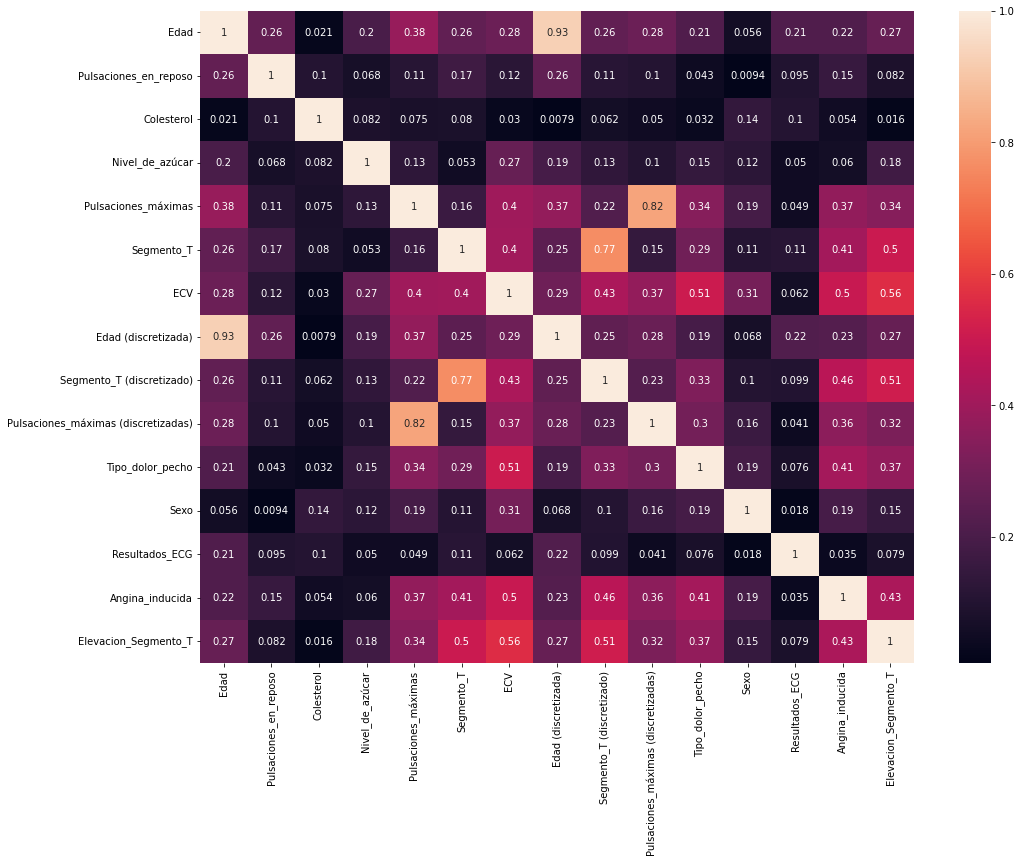 Edad 1 0.26 0.021 0.2 0.38 0.26 0.28 0.93 0.26 0.28 0.21 0.056 0.21 0.22 0.27
Pulsaciones_en_reposo 0.26 1 0.1 0.068 0.11 0.17 0.12 0.26 0.11 0.1 0.043 0.0094 0.095 0.15 0.082
Colesterol 0.021 0.1 1 0.082 0.075 0.08 0.03 0.0079 0.062 0.05 0.032 0.14 0.1 0.054 0.016
Nivel_de_azúcar 0.2 0.068 0.082 1 0.13 0.053 0.27 0.19 0.13 0.1 0.15 0.12 0.05 0.06 0.18
Pulsaciones_máximas 0.38 0.11 0.075 0.13 1 0.16 0.4 0.37 0.22 0.82 0.34 0.19 0.049 0.37 0.34
Segmento_T 0.26 0.17 0.08 0.053 0.16 1 0.4 0.25 0.77 0.15 0.29 0.11 0.11 0.41 0.5
ECV 0.28 0.12 0.03 0.27 0.4 0.4 1 0.29 0.43 0.37 0.51 0.31 0.062 0.5 0.56
Edad (discretizada) 0.93 0.26 0.0079 0.19 0.37 0.25 0.29 1 0.25 0.28 0.19 0.068 0.22 0.23 0.27
Segmento_T (discretizado) 0.26 0.11 0.062 0.13 0.22 0.77 0.43 0.25 1 0.23 0.33 0.1 0.099 0.46 0.51
Pulsaciones_máximas (discretizadas) 0.28 0.1 0.05 0.1 0.82 0.15 0.37 0.28 0.23 1 0.3 0.16 0.041 0.36 0.32
Tipo_dolor_pecho 0.21 0.043 0.032 0.15 0.34 0.29 0.51 0.19 0.33 0.3 1 0.19 0.076 0.41 0.37
Sexo 0.056 0.0094 0.14 0.12 0.19 0.11 0.31 0.068 0.1 0.16 0.19 1 0.018 0.19 0.15
Resultados_ECG 0.21 0.095 0.1 0.05 0.049 0.11 0.062 0.22 0.099 0.041 0.076 0.018 1 0.035 0.079
Angina_inducida 0.22 0.15 0.054 0.06 0.37 0.41 0.5 0.23 0.46 0.36 0.41 0.19 0.035 1 0.43
Elevacion_Segmento_T 0.27 0.082 0.016 0.18 0.34 0.5 0.56 0.27 0.51 0.32 0.37 0.15 0.079 0.43 1
Edad
Pulsaciones_en_reposo
Colesterol
Nivel_de_azúcar
Pulsaciones_máximas
Segmento_T
ECV
Edad (discretizada)
Segmento_T (discretizado)
Pulsaciones_máximas (discretizadas)
Tipo_dolor_pecho
Sexo
Resultados_ECG
Angina_inducida
Elevacion_Segmento_T
1.0
0.8
0.6
0.4
0.2